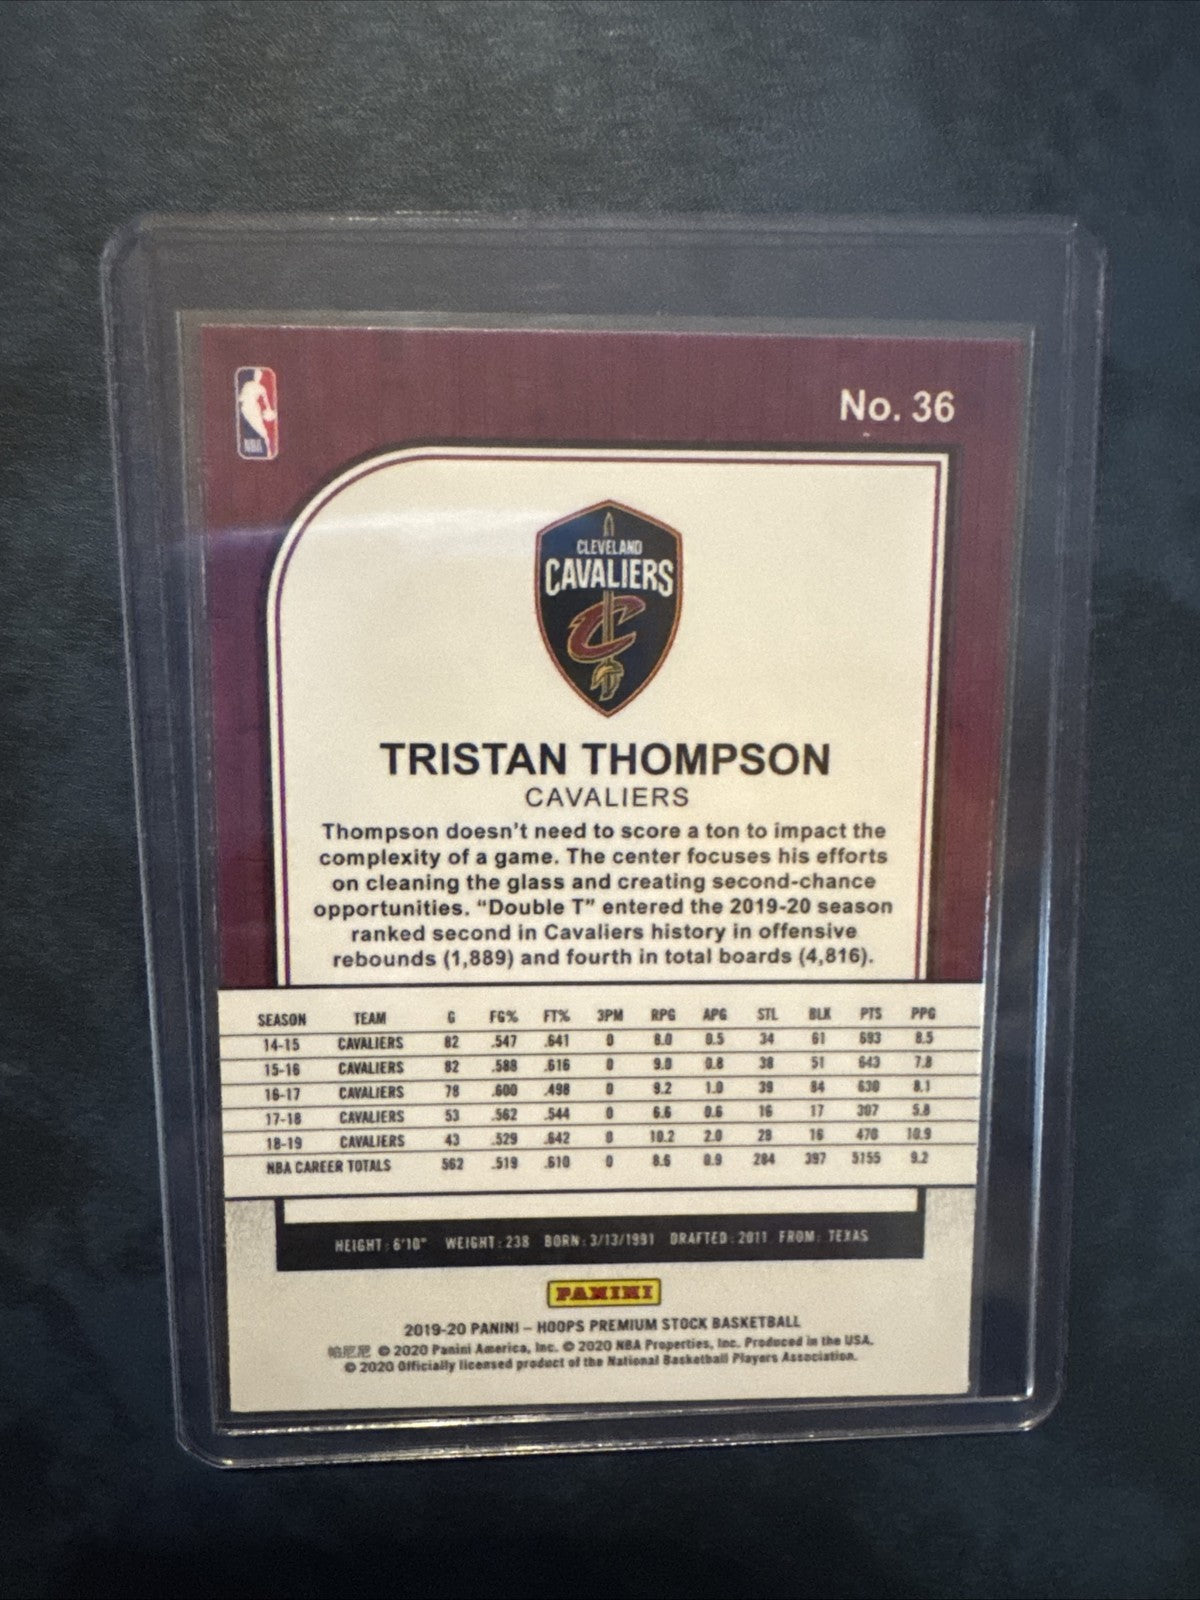 No. 36
NBA
CLEVELAND
CAVALIERS
TRISTAN THOMPSON
CAVALIERS
Thompson doesn't need to score a ton to impact the
complexity of a game. The center focuses his efforts
on cleaning the glass and creating second-chance
opportunities. "Double T" entered the 2019-20 season
ranked second in Cavaliers history in offensive
rebounds (1,889) and fourth in total boards (4,816).
SEASON TEAM G FG% FT% 3PM RPG APG STL BLK PTS PPG
14-15 CAVALIERS 82 .547 .641 0 8.0 0.5 34 61 693 8.5
15-16 CAVALIERS 82 .588 .616 0 9.0 0.8 38 51 643 7.8
16-17 CAVALIERS 78 .600 .498 0 9.2 1.0 39 84 630 8.1
17-18 CAVALIERS 53 .562 .544 0 6.6 0.6 16 17 307 5.8
18-19 CAVALIERS 43 .529 .642 0 10.2 2.0 28 16 470 10.9
NBA CAREER TOTALS 562 .519 .610 0 8.6 0.9 284 397 5155 9.2
HEIGHT: 6'10" WEIGHT: 238 BORN: 3/13/1991 DRAFTED: 2011 FROM: TEXAS
PANINI
2019-20 PANINI – HOOPS PREMIUM STOCK BASKETBALL
帕尼尼 © 2020 Panini America, Inc. © 2020 NBA Properties, Inc. Produced in the USA.
© 2020 Officially licensed product of the National Basketball Players Association.